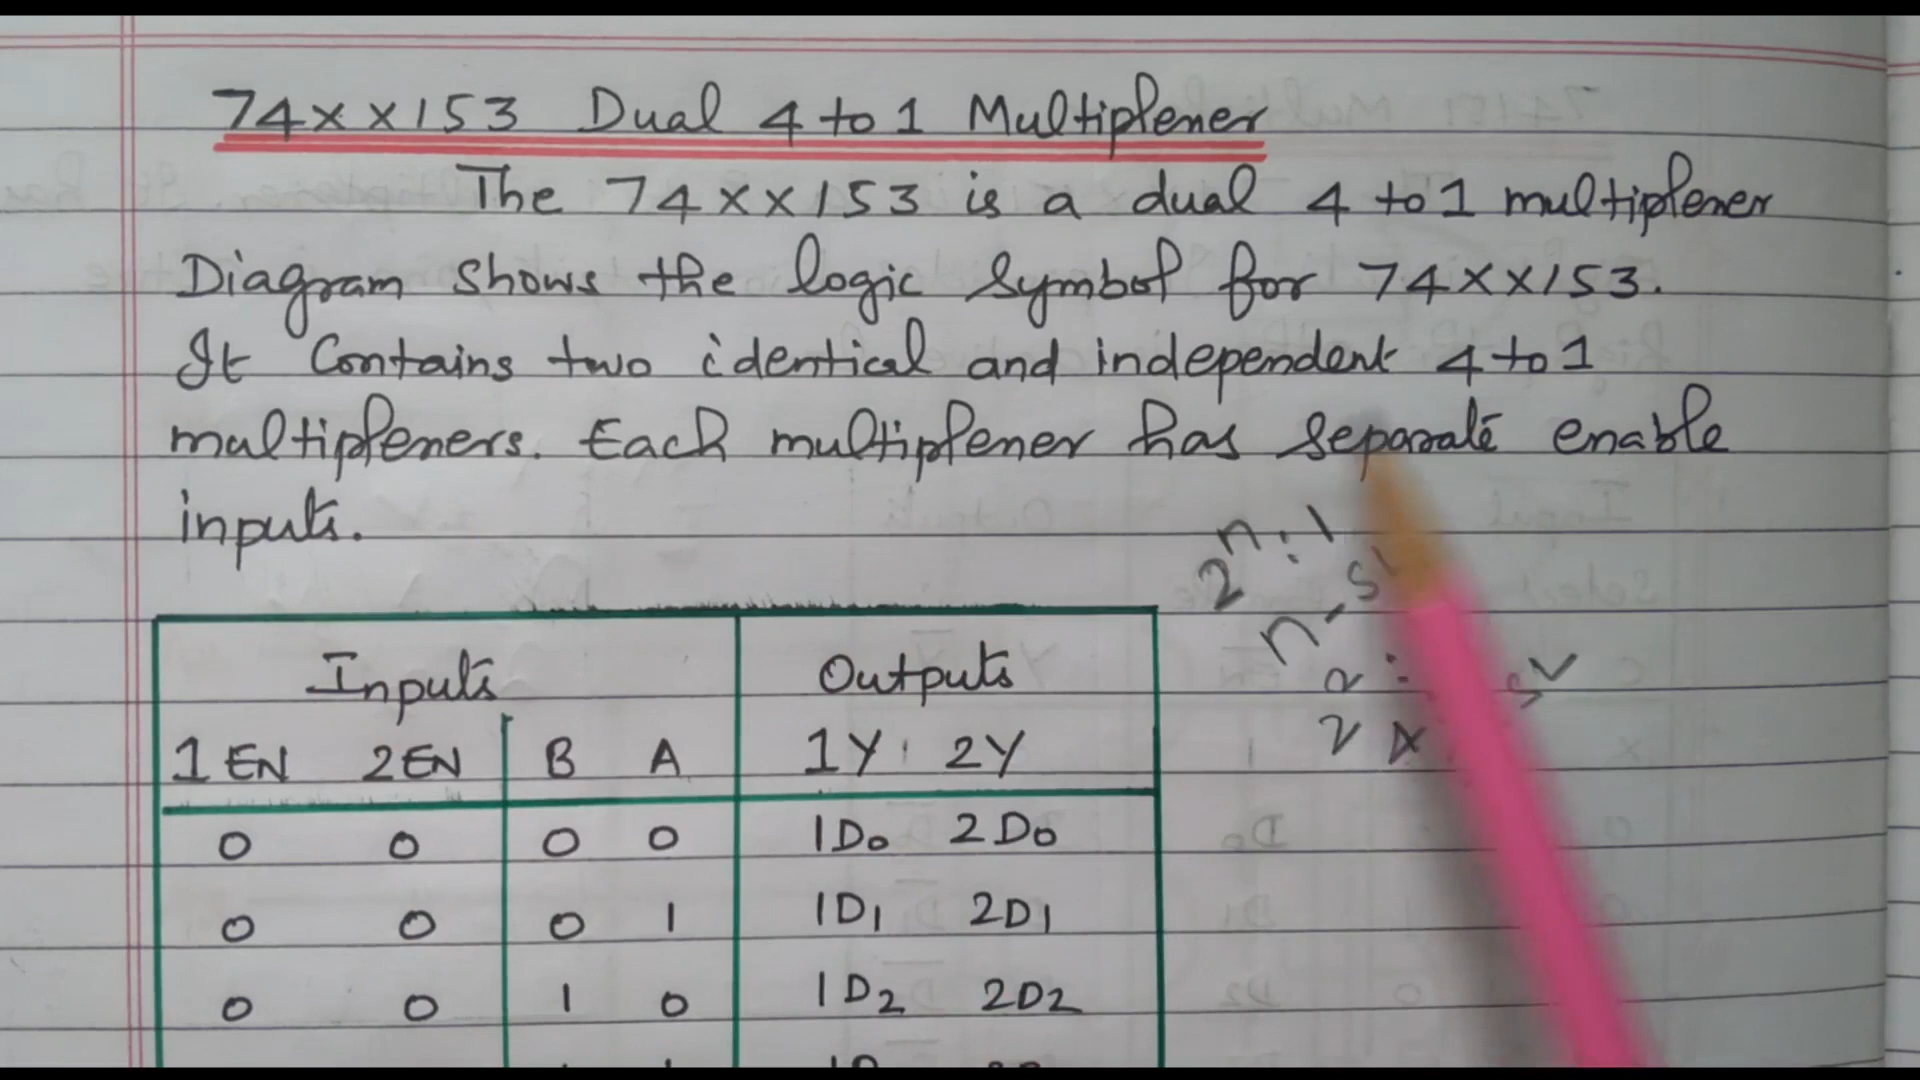 74xx153 Dual 4 to 1 Multiplexer
The 74xx153 is a dual 4 to 1 multiplexer
Diagram shows the logic symbol for 74xx153.
It Contains two identical and independent 4 to 1
multiplexers. Each multiplexer has separate enable
inputs.
2ⁿ:1
n-sl
Inputs Outputs
1EN 2EN B A 1Y 2Y
0 0 0 0 1D0 2D0
0 0 0 1 1D1 2D1
0 0 1 0 1D2 2D2